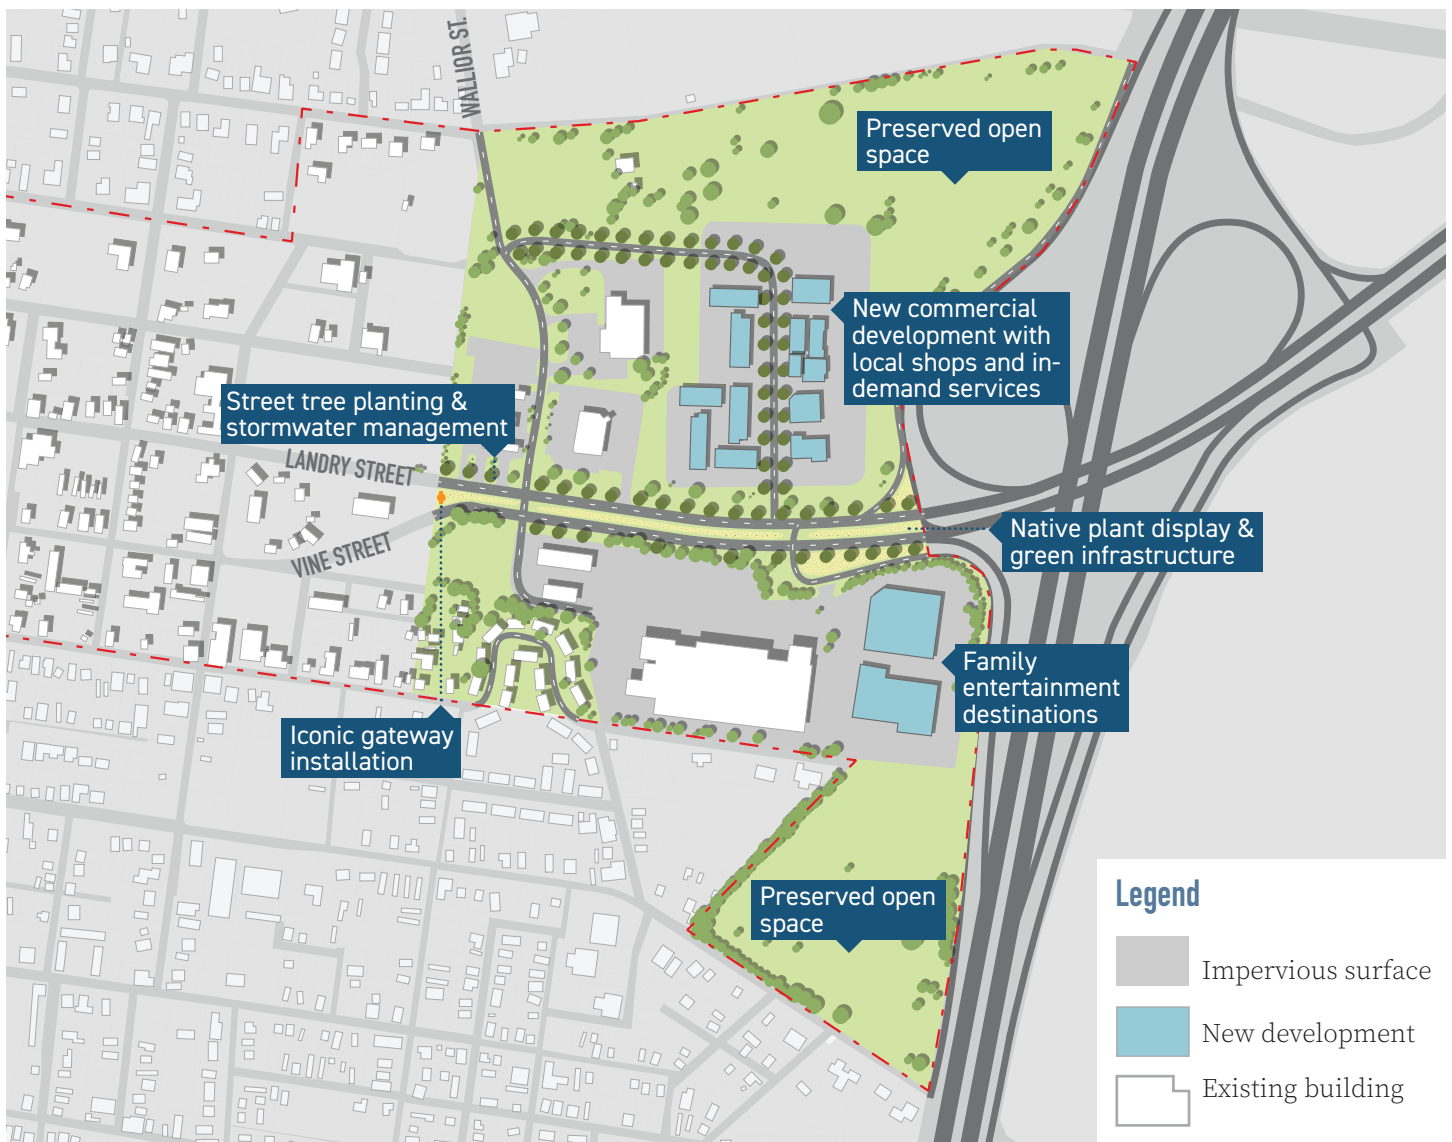 WALLIOR ST.
Preserved open
space
New commercial
development with
local shops and in-
demand services
Street tree planting &
stormwater management
LANDRY STREET
VINE STREET
Native plant display &
green infrastructure
Family
entertainment
destinations
Iconic gateway
installation
Preserved open
space
Legend
Impervious surface
New development
Existing building